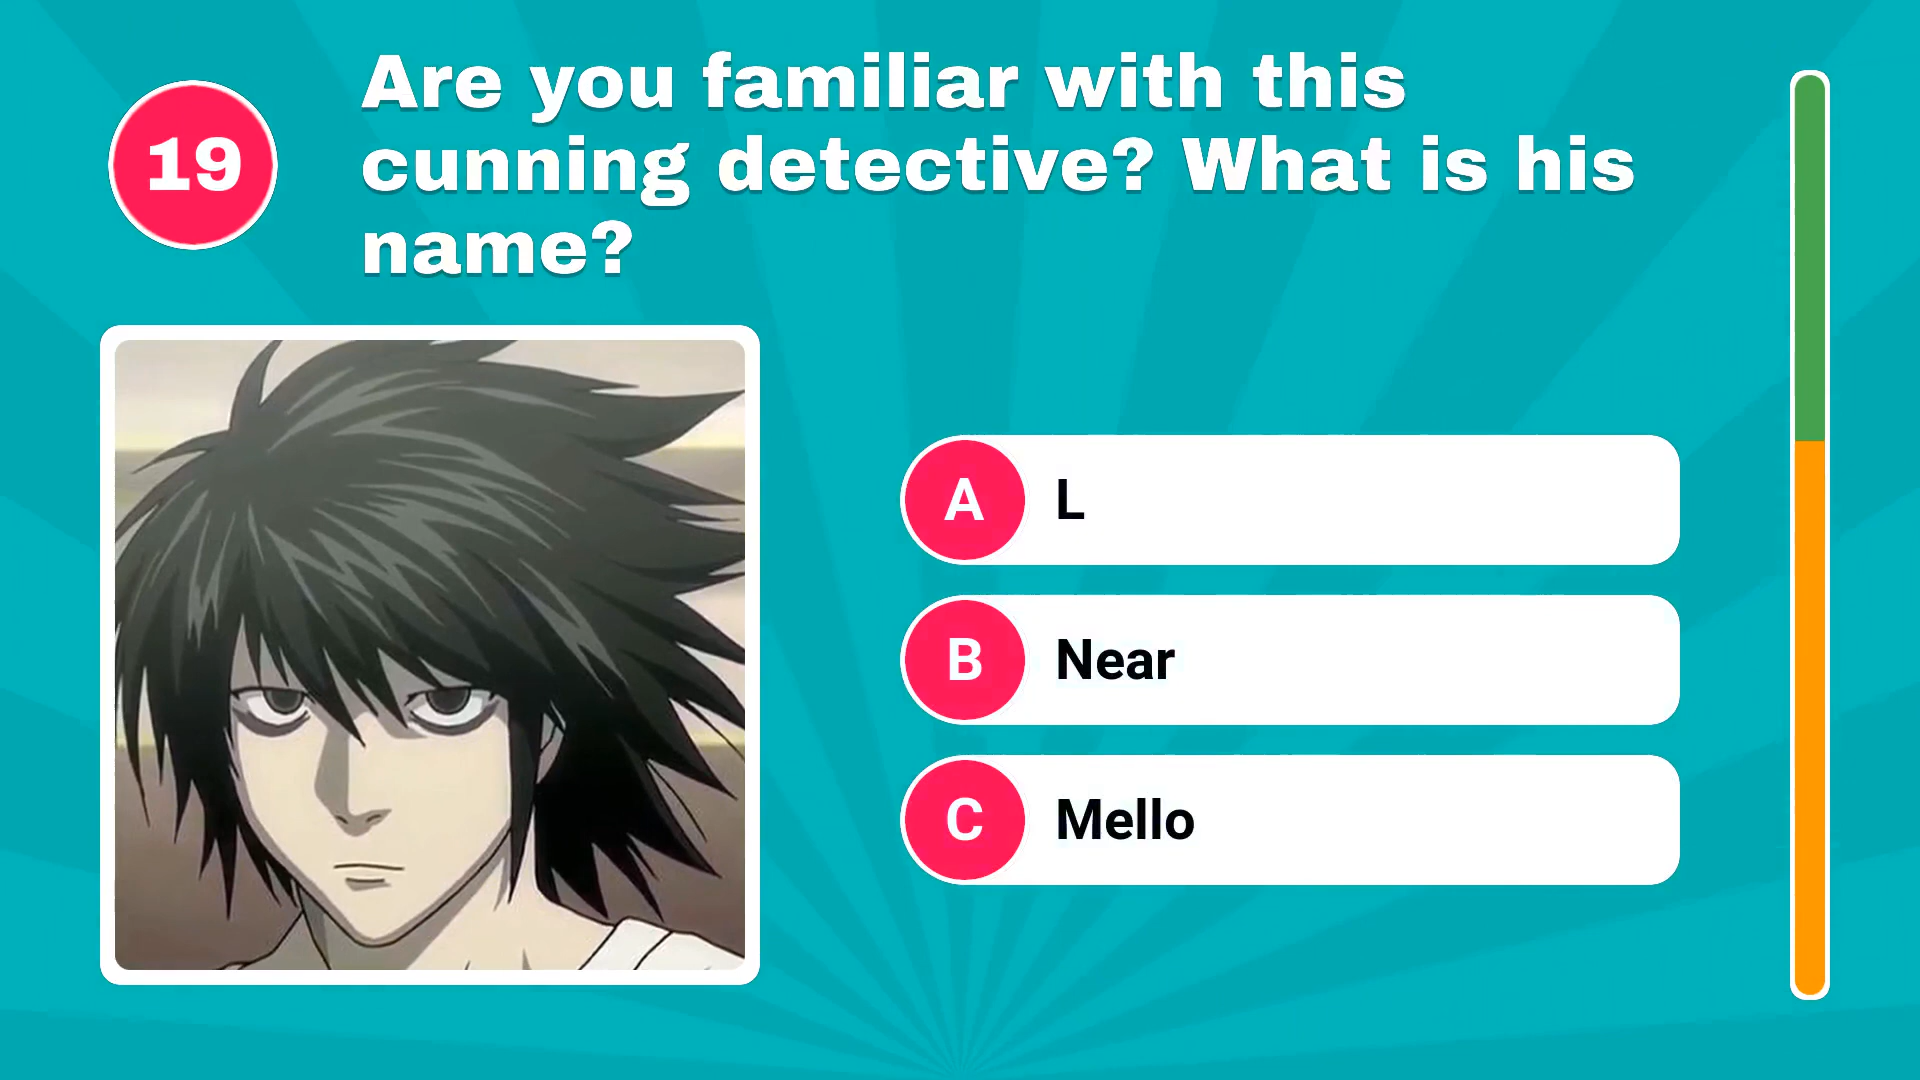 19
Are you familiar with this
cunning detective? What is his
name?
A L
B Near
C Mello